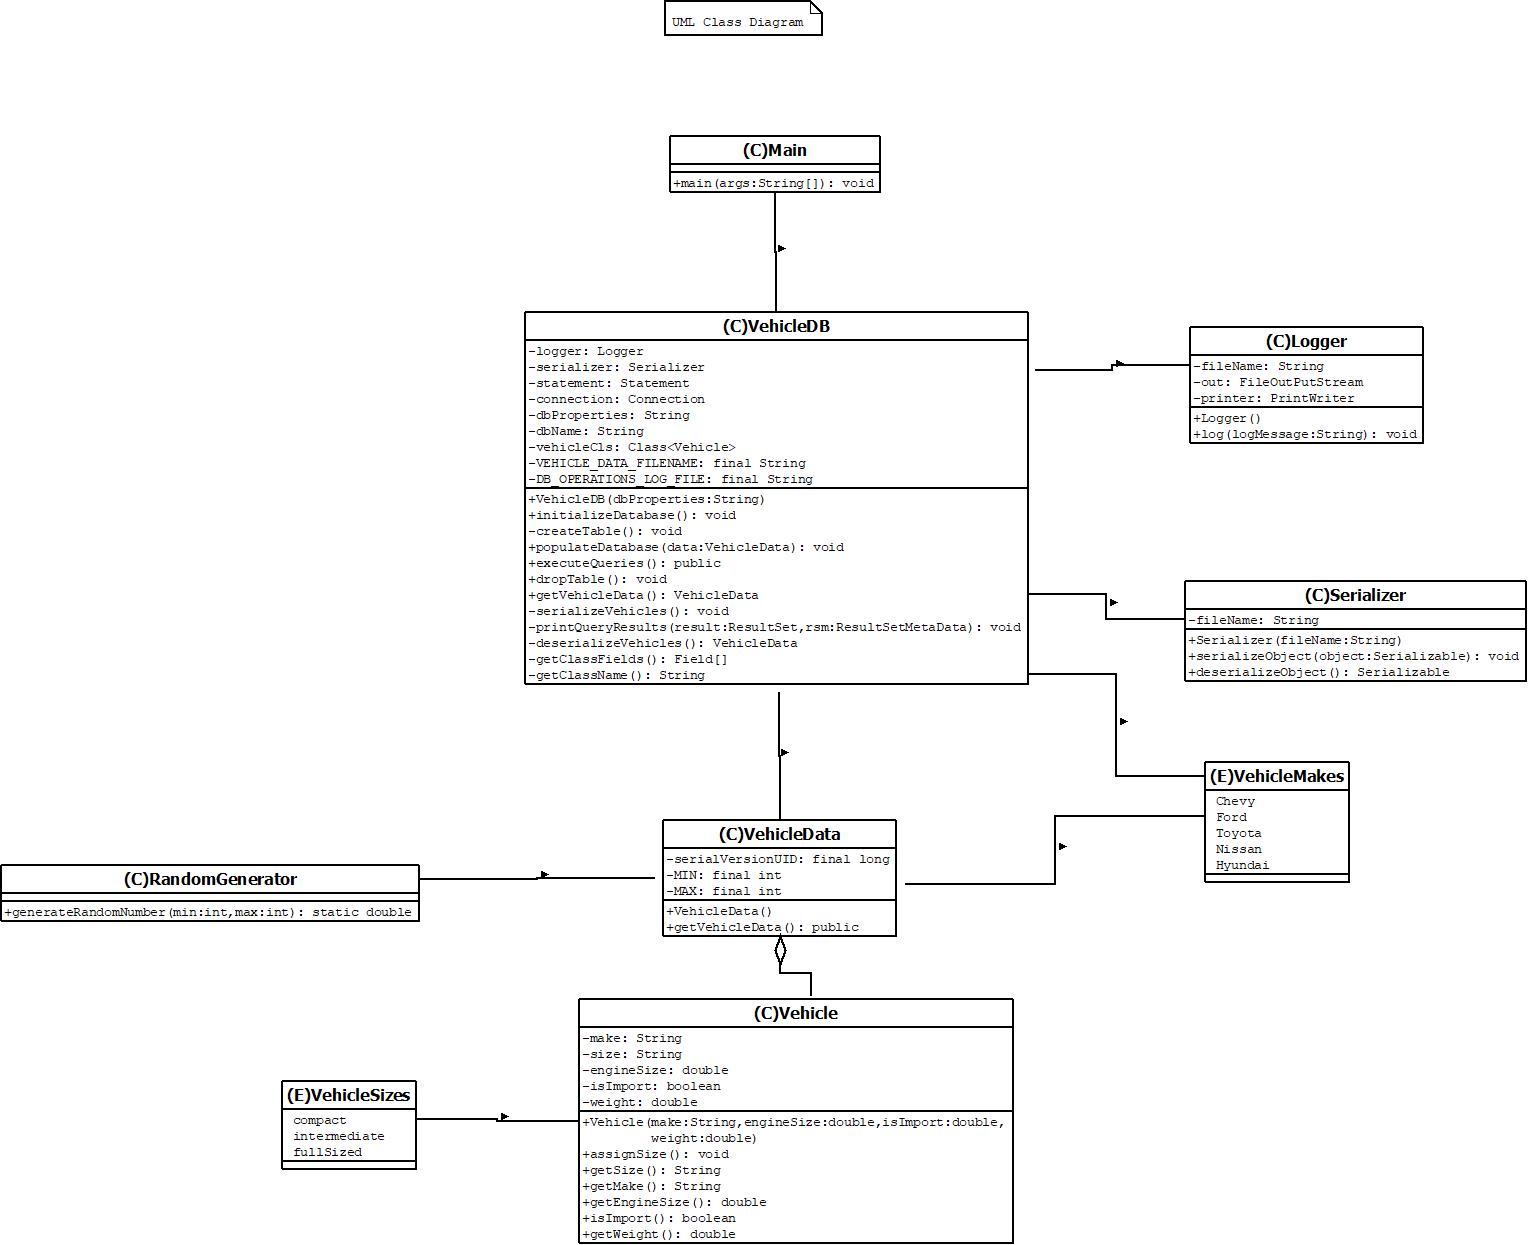 UML Class Diagram
(C)Main
+main(args:String[]): void
(C)VehicleDB
-logger: Logger
-serializer: Serializer
-statement: Statement
-connection: Connection
-dbProperties: String
-dbName: String
-vehicleCls: Class<Vehicle>
-VEHICLE_DATA_FILENAME: final String
-DB_OPERATIONS_LOG_FILE: final String
+VehicleDB(dbProperties:String)
+initializeDatabase(): void
-createTable(): void
+populateDatabase(data:VehicleData): void
+executeQueries(): public
+dropTable(): void
+getVehicleData(): VehicleData
-serializeVehicles(): void
-printQueryResults(result:ResultSet,rsm:ResultSetMetaData): void
-deserializeVehicles(): VehicleData
-getClassFields(): Field[]
-getClassName(): String
(C)Logger
-fileName: String
-out: FileOutPutStream
-printer: PrintWriter
+Logger()
+log(logMessage:String): void
(C)Serializer
-fileName: String
+Serializer(fileName:String)
+serializeObject(object:Serializable): void
+deserializeObject(): Serializable
(E)VehicleMakes
Chevy
Ford
Toyota
Nissan
Hyundai
(C)VehicleData
-serialVersionUID: final long
-MIN: final int
-MAX: final int
+VehicleData()
+getVehicleData(): public
(C)RandomGenerator
+generateRandomNumber(min:int,max:int): static double
(C)Vehicle
-make: String
-size: String
-engineSize: double
-isImport: boolean
-weight: double
+Vehicle(make:String,engineSize:double,isImport:double,
weight:double)
+assignSize(): void
+getSize(): String
+getMake(): String
+getEngineSize(): double
+isImport(): boolean
+getWeight(): double
(E)VehicleSizes
compact
intermediate
fullSized